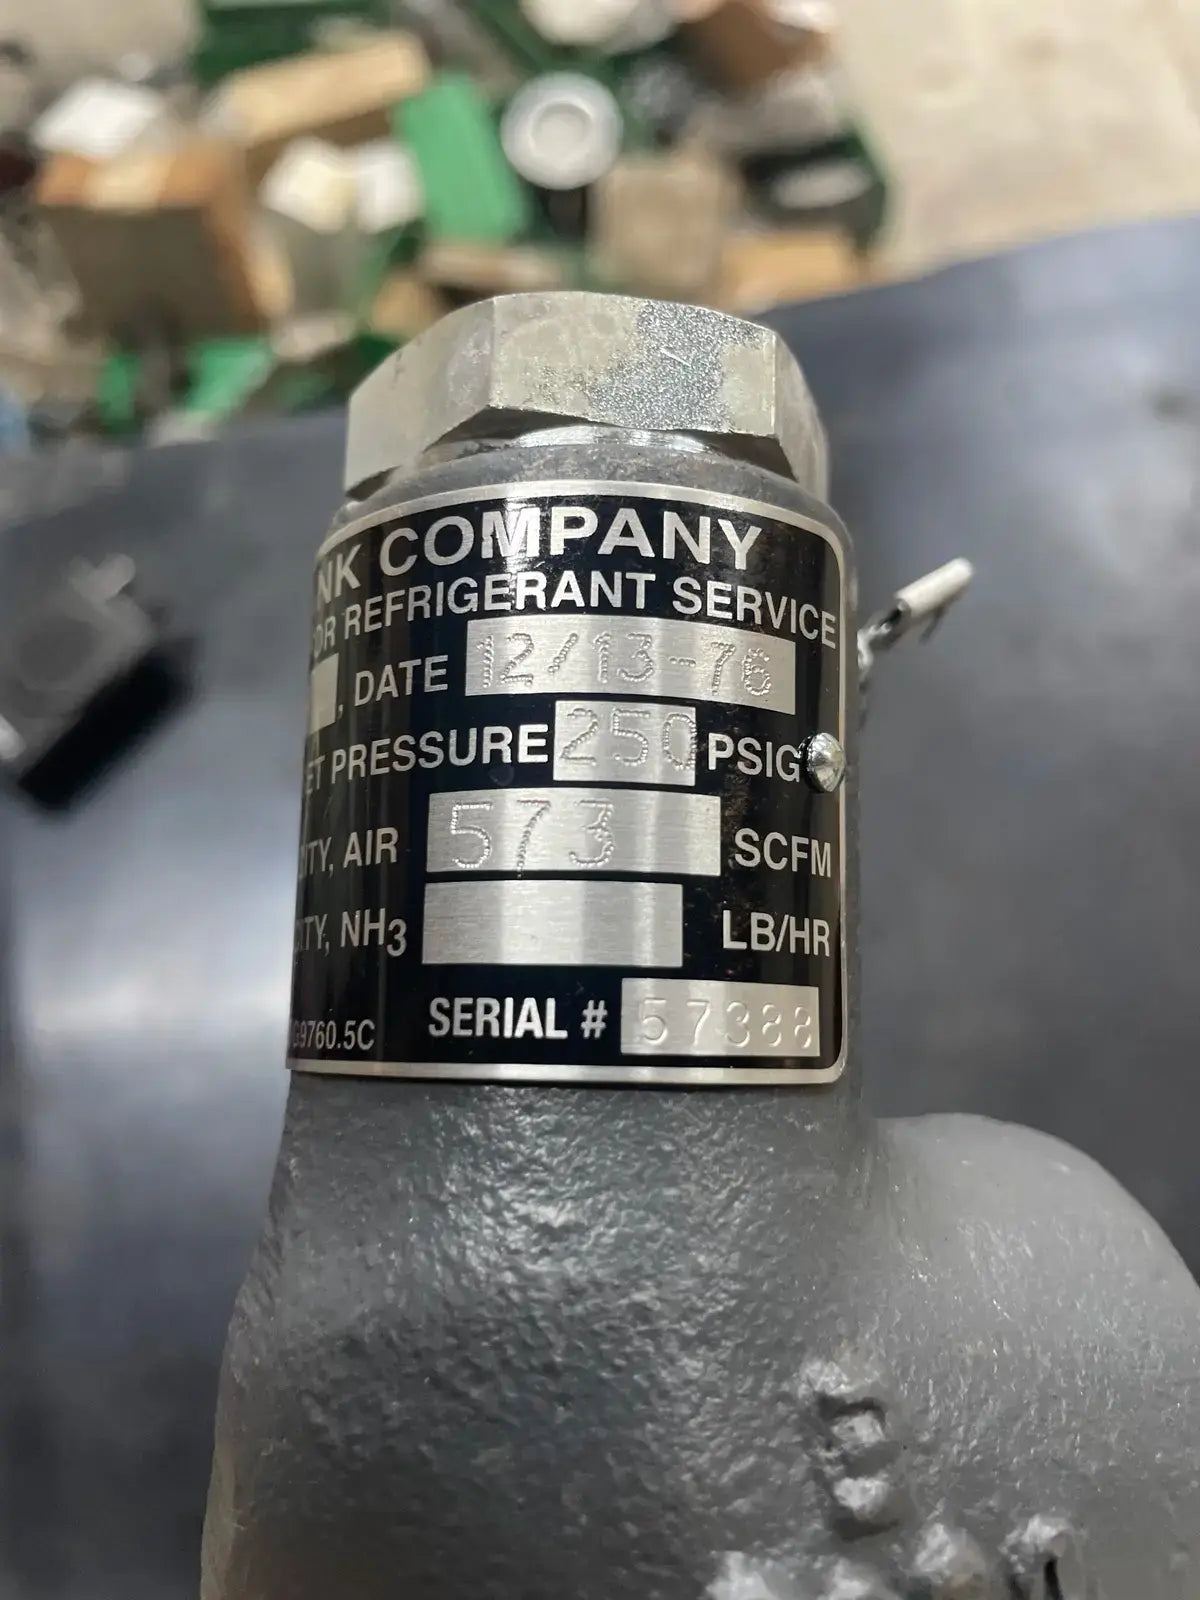 NK COMPANY
OR REFRIGERANT SERVICE
, DATE 12/13-76
ET PRESSURE 250 PSIG
ITY, AIR 573 SCFM
CITY, NH3 LB/HR
SERIAL # 57388
G9760.5C